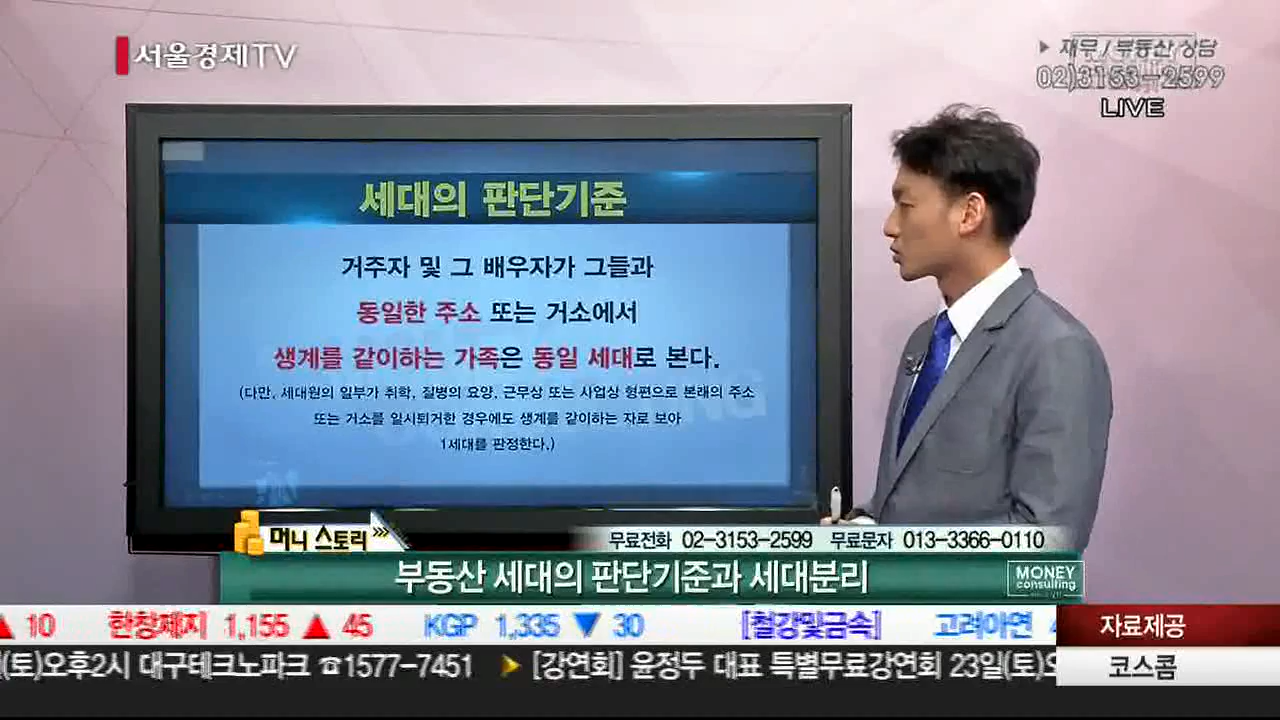 서울경제TV
▶ 재무 / 부동산 상담
02)3153-2599
LIVE
세대의 판단기준
거주자 및 그 배우자가 그들과
동일한 주소 또는 거소에서
생계를 같이하는 가족은 동일 세대로 본다.
(다만, 세대원의 일부가 취학, 질병의 요양, 근무상 또는 사업상 형편으로 본래의 주소
또는 거소를 일시퇴거한 경우에도 생계를 같이하는 자로 보아
1세대를 판정한다.)
머니 스토리
무료전화 02-3153-2599 무료문자 013-3366-0110
부동산 세대의 판단기준과 세대분리
MONEY
consulting
▲ 10 한창제지 1,155 ▲ 45 KGP 1,335 ▼ 30 [철강및금속] 고려아연
자료제공
(토)오후2시 대구테크노파크 ☎1577-7451 ▶ [강연회] 윤정두 대표 특별무료강연회 23일(토)오
코스콤